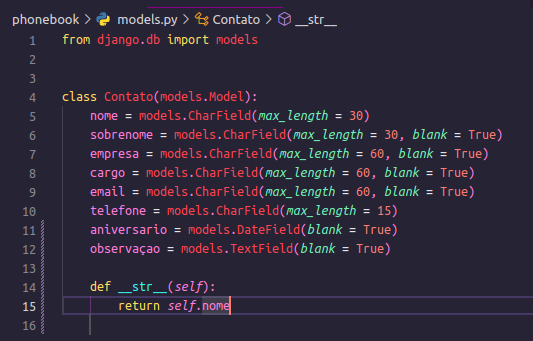 phonebook > models.py > Contato > __str__
1 from django.db import models
2
3
4 class Contato(models.Model):
5 nome = models.CharField(max_length = 30)
6 sobrenome = models.CharField(max_length = 30, blank = True)
7 empresa = models.CharField(max_length = 60, blank = True)
8 cargo = models.CharField(max_length = 60, blank = True)
9 email = models.CharField(max_length = 60, blank = True)
10 telefone = models.CharField(max_length = 15)
11 aniversario = models.DateField(blank = True)
12 observaçao = models.TextField(blank = True)
13
14 def __str__(self):
15 return self.nome
16